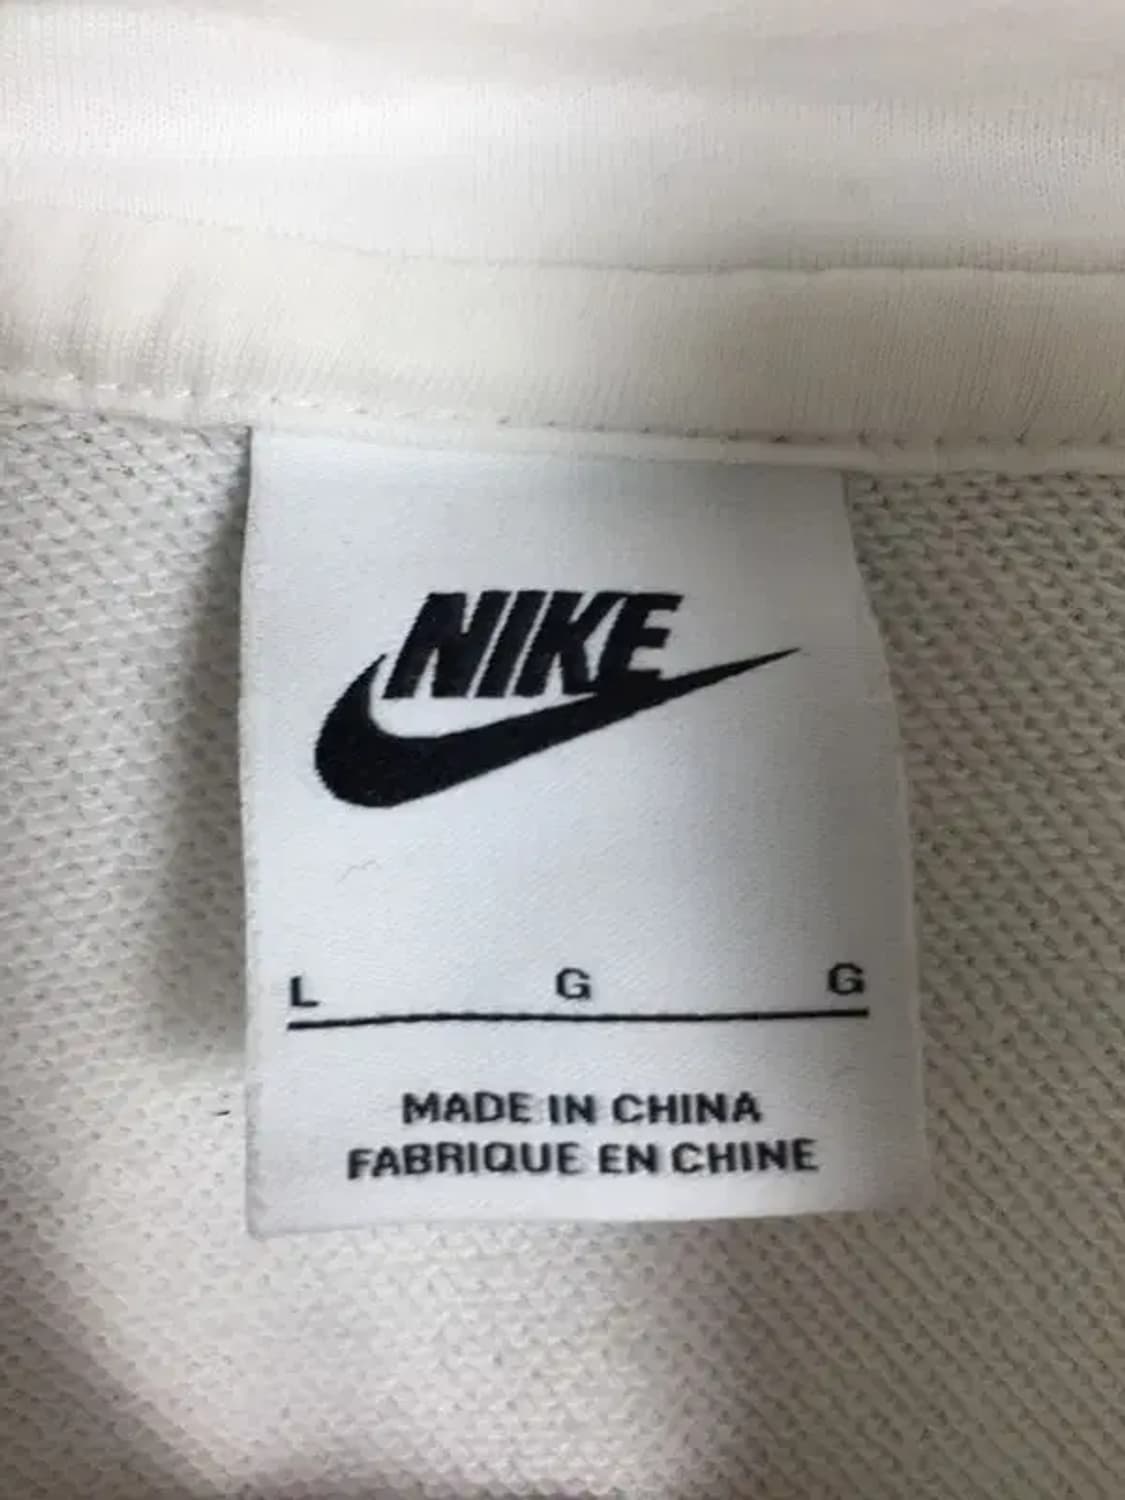 NIKE
L G G
MADE IN CHINA
FABRIQUE EN CHINE